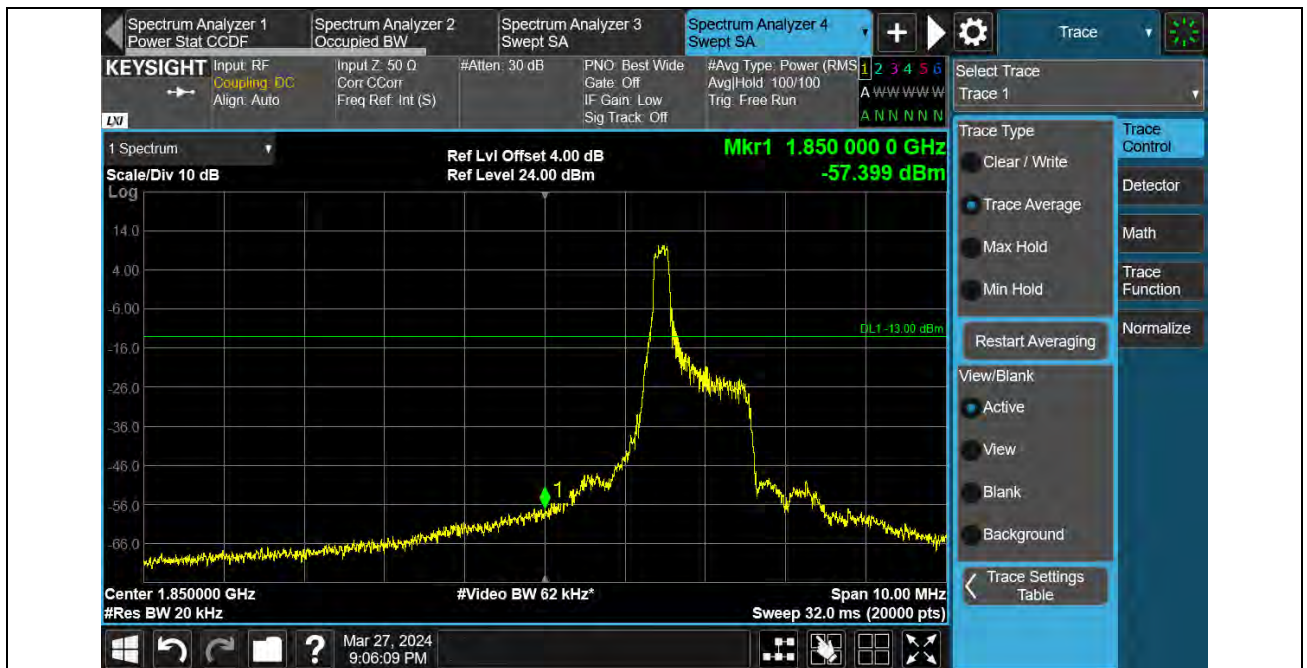 Spectrum Analyzer 1
Power Stat CCDF
Spectrum Analyzer 2
Occupied BW
Spectrum Analyzer 3
Swept SA
Spectrum Analyzer 4
Swept SA
Trace
KEYSIGHT
LXI
Input: RF
Coupling: DC
Align: Auto
Input Z: 50 Ω
Corr CCorr
Freq Ref: Int (S)
#Atten: 30 dB
PNO: Best Wide
Gate: Off
IF Gain: Low
Sig Track: Off
#Avg Type: Power (RMS
Avg|Hold: 100/100
Trig: Free Run
1 2 3 4 5 6
A W W W W W
A N N N N N
Select Trace
Trace 1
1 Spectrum
Scale/Div 10 dB
Ref Lvl Offset 4.00 dB
Ref Level 24.00 dBm
Mkr1 1.850 000 0 GHz
-57.399 dBm
Log
14.0
4.00
-6.00
-16.0
-26.0
-36.0
-46.0
-56.0
-66.0
DL1 -13.00 dBm
1
Center 1.850000 GHz
#Res BW 20 kHz
#Video BW 62 kHz*
Span 10.00 MHz
Sweep 32.0 ms (20000 pts)
Trace Type
Clear / Write
Trace Average
Max Hold
Min Hold
Restart Averaging
View/Blank
Active
View
Blank
Background
Trace Settings
Table
Trace
Control
Detector
Math
Trace
Function
Normalize
?
Mar 27, 2024
9:06:09 PM